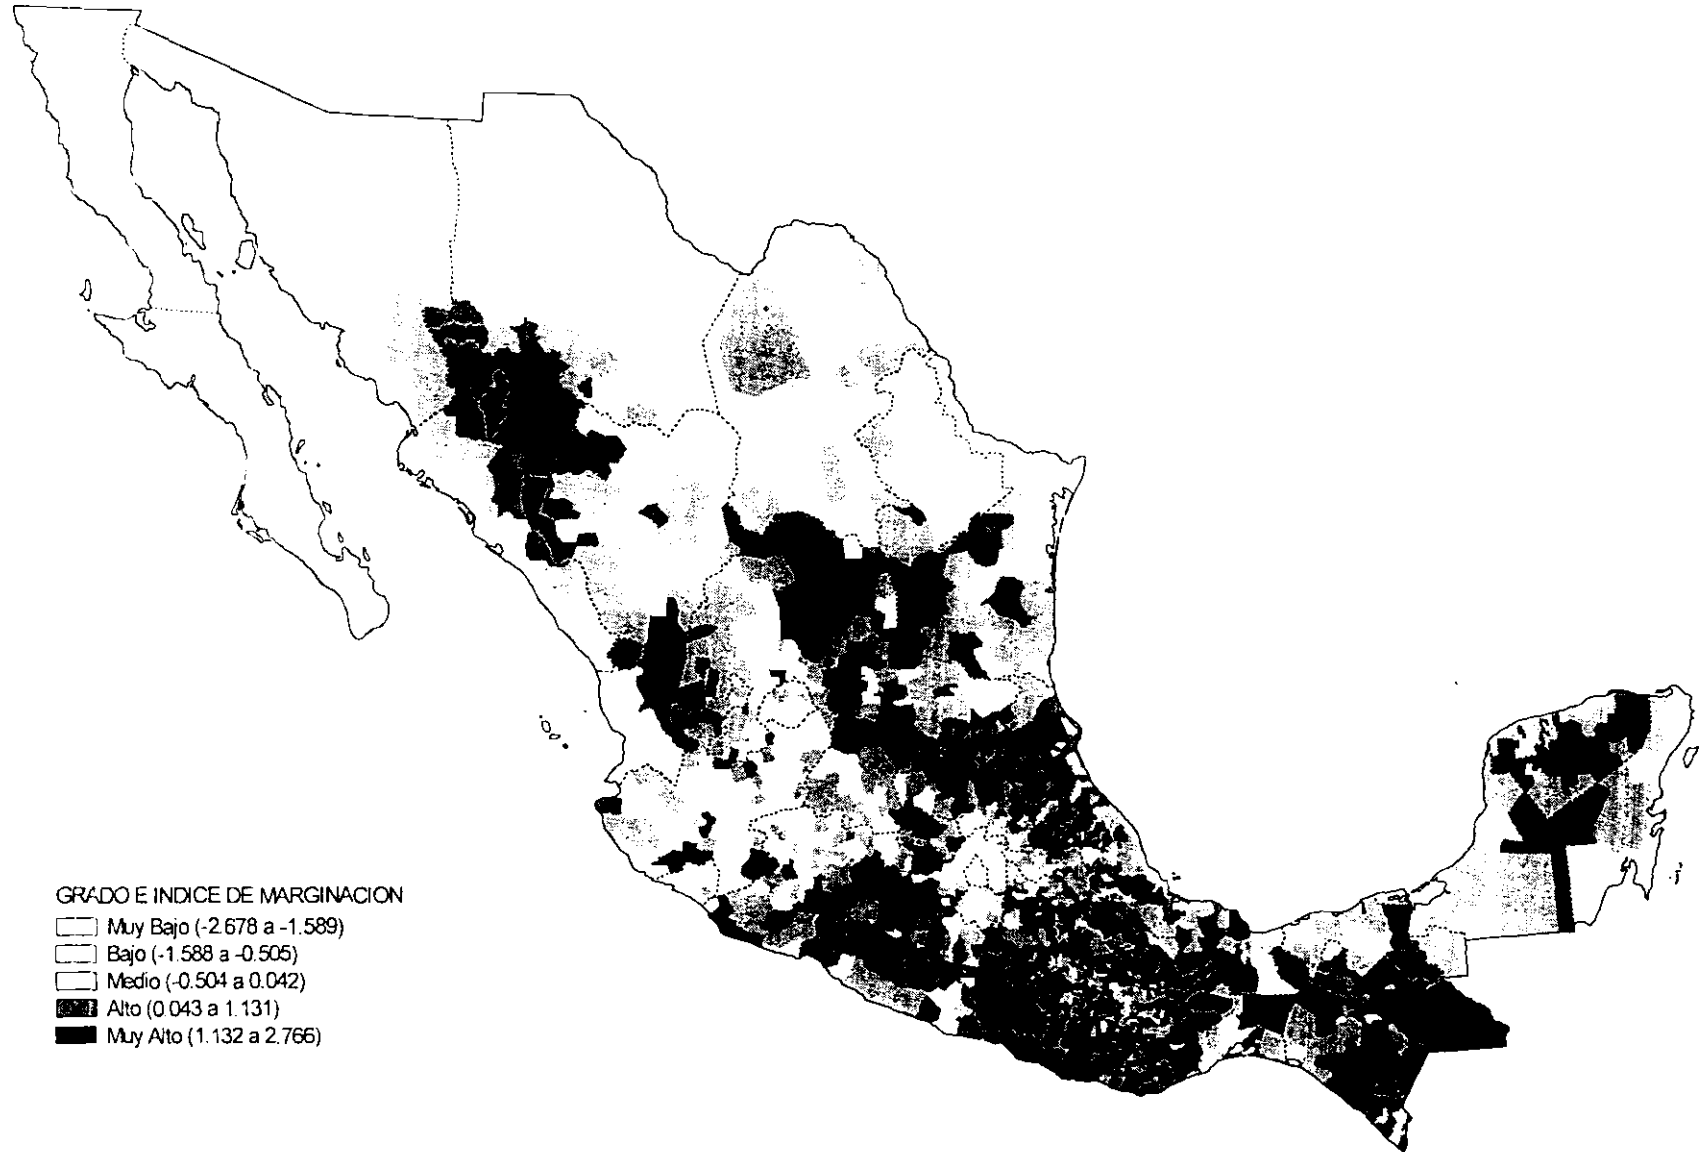 GRADO E INDICE DE MARGINACION
Muy Bajo (-2.678 a -1.589)
Bajo (-1.588 a -0.505)
Medio (-0.504 a 0.042)
Alto (0.043 a 1.131)
Muy Alto (1.132 a 2.766)